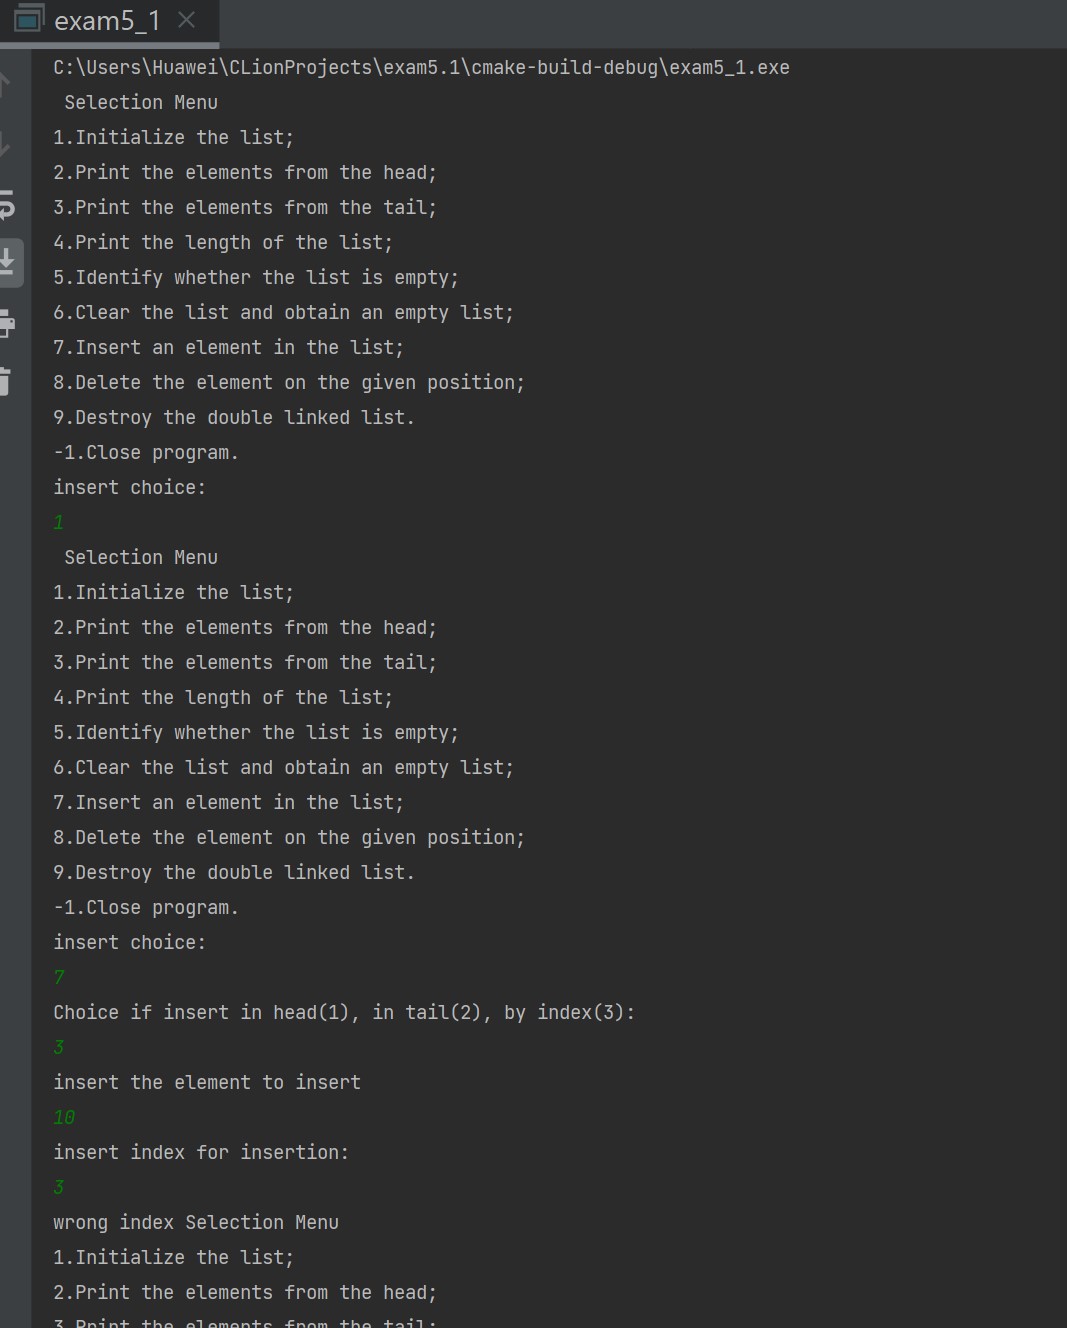 exam5_1
C:\Users\Huawei\CLionProjects\exam5.1\cmake-build-debug\exam5_1.exe
 Selection Menu
1.Initialize the list;
2.Print the elements from the head;
3.Print the elements from the tail;
4.Print the length of the list;
5.Identify whether the list is empty;
6.Clear the list and obtain an empty list;
7.Insert an element in the list;
8.Delete the element on the given position;
9.Destroy the double linked list.
-1.Close program.
insert choice:
1
 Selection Menu
1.Initialize the list;
2.Print the elements from the head;
3.Print the elements from the tail;
4.Print the length of the list;
5.Identify whether the list is empty;
6.Clear the list and obtain an empty list;
7.Insert an element in the list;
8.Delete the element on the given position;
9.Destroy the double linked list.
-1.Close program.
insert choice:
7
Choice if insert in head(1), in tail(2), by index(3):
3
insert the element to insert
10
insert index for insertion:
3
wrong index Selection Menu
1.Initialize the list;
2.Print the elements from the head;
3.Print the elements from the tail;